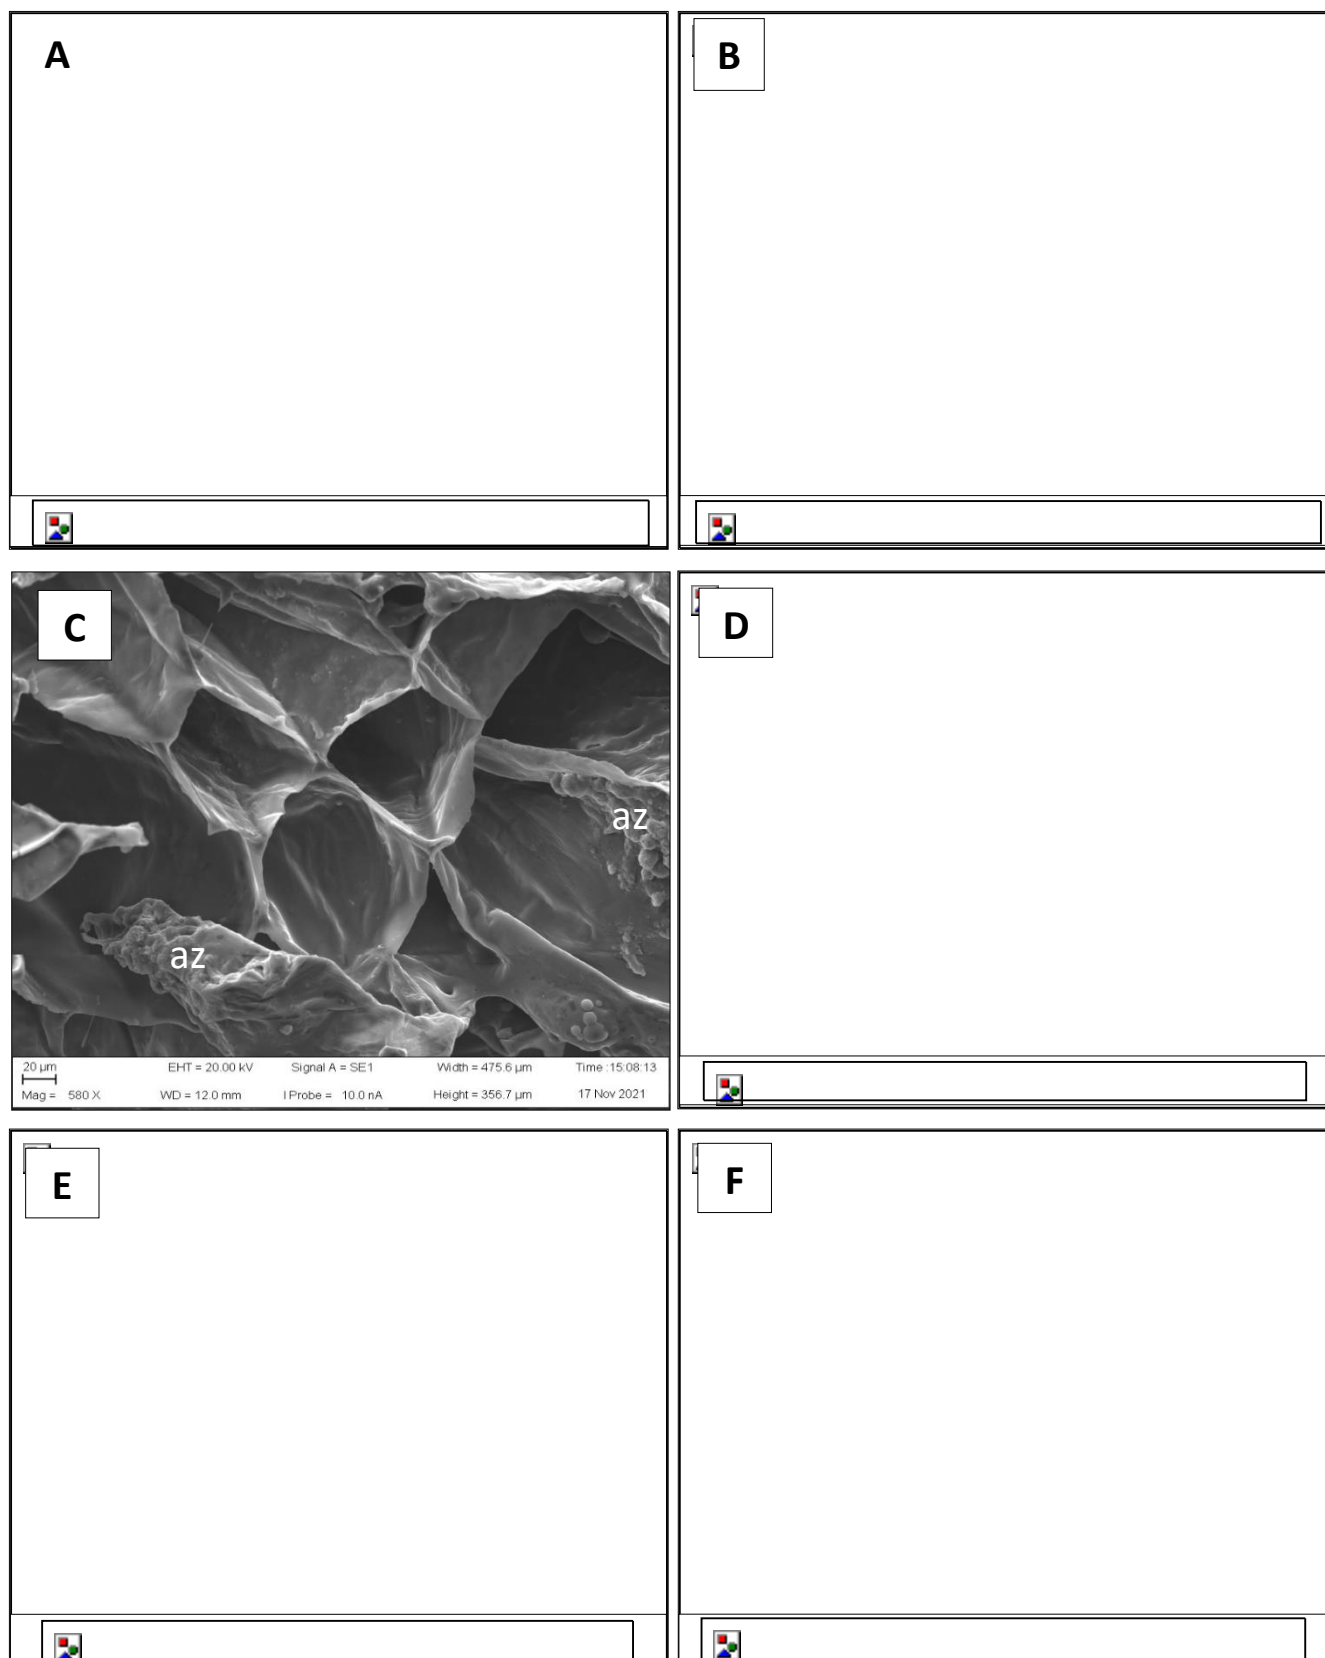 A
B
C
az
az
20 µm
EHT = 20.00 kV
Signal A = SE1
Width = 475.6 µm
Time :15:08:13
Mag = 580 X
WD = 12.0 mm
I Probe = 10.0 nA
Height = 356.7 µm
17 Nov 2021
D
E
F